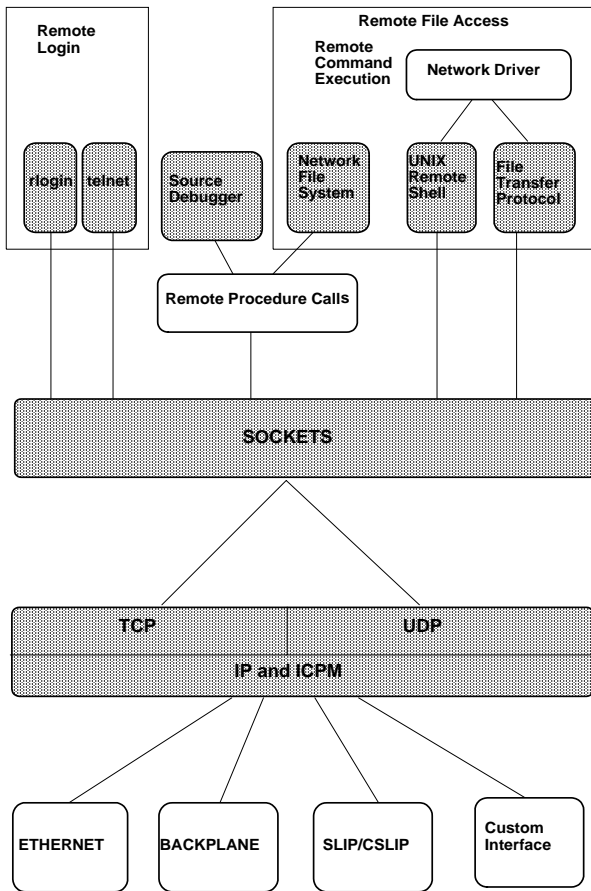 Remote
Login
Remote File Access
Remote
Command
Execution
Network Driver
rlogin
telnet
Source
Debugger
Network
File
System
UNIX
Remote
Shell
File
Transfer
Protocol
Remote Procedure Calls
SOCKETS
TCP
UDP
IP and ICPM
ETHERNET
BACKPLANE
SLIP/CSLIP
Custom
Interface